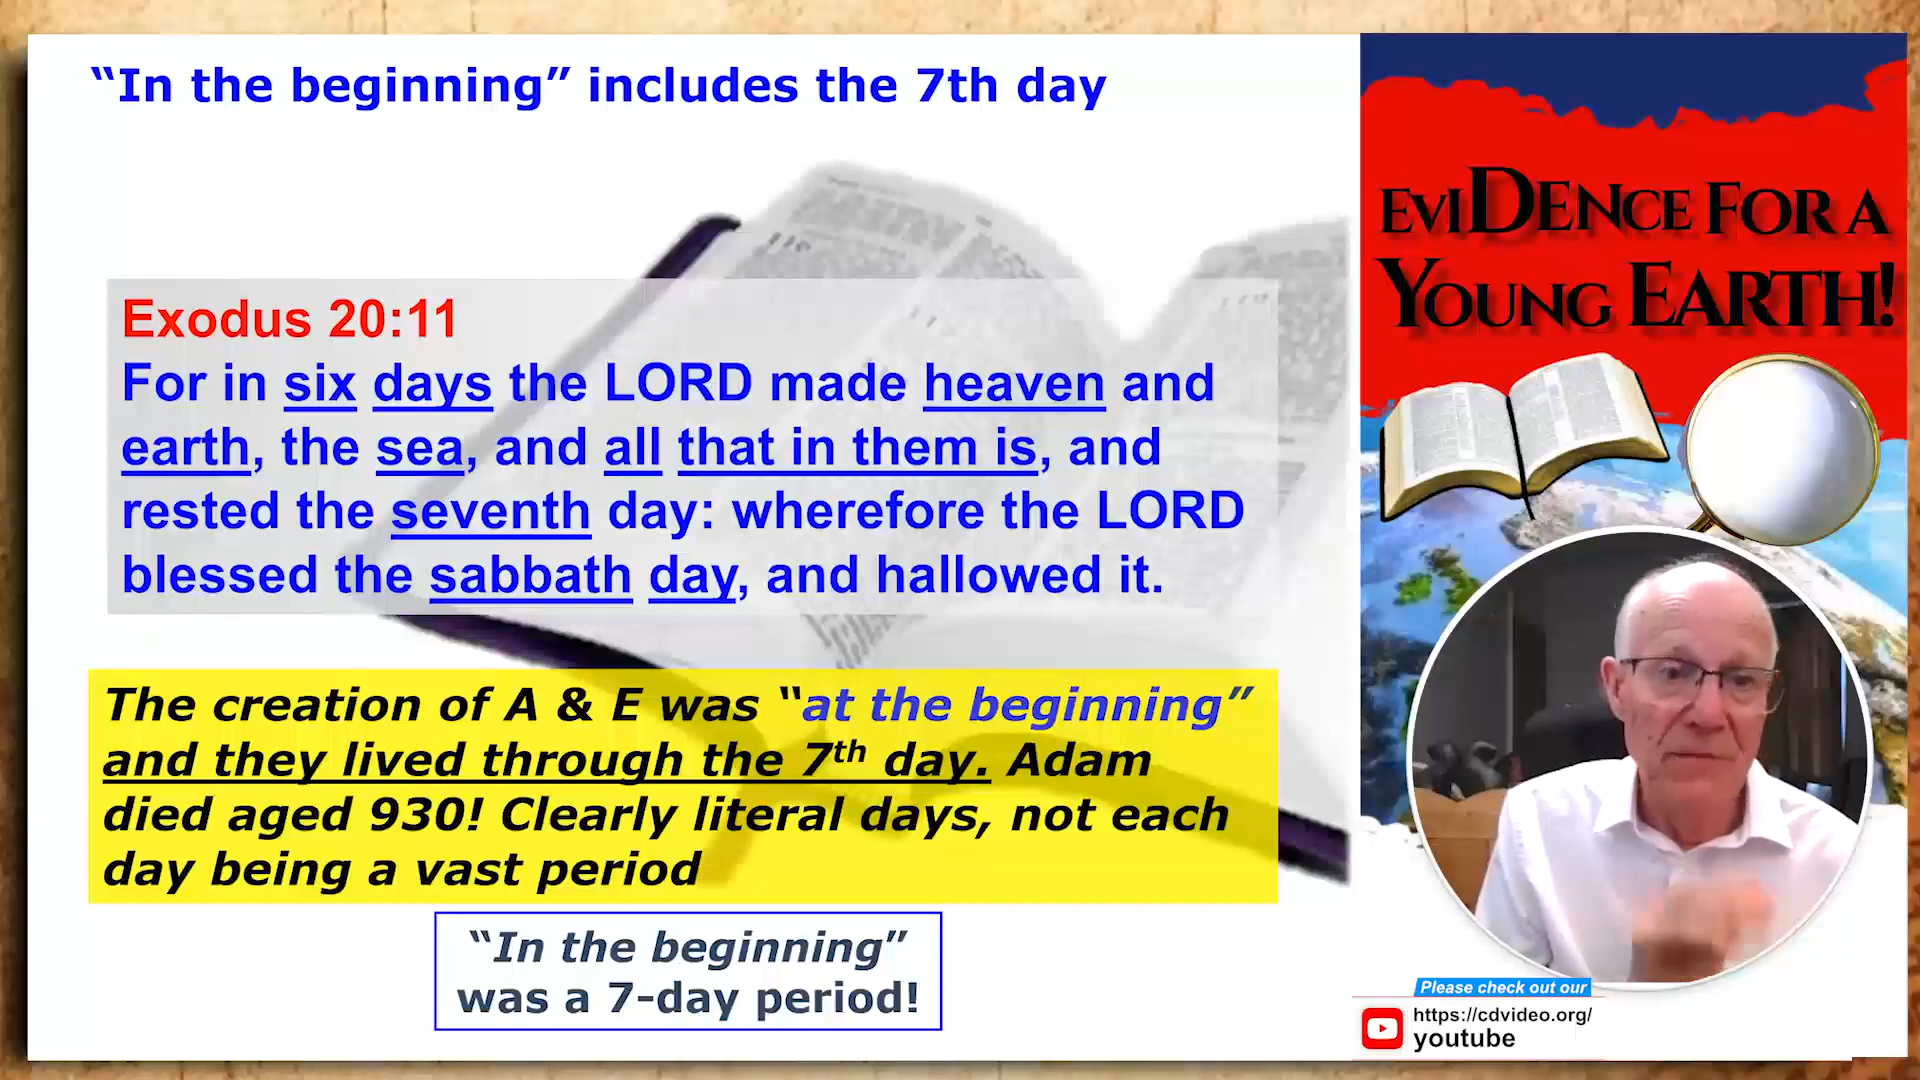 “In the beginning” includes the 7th day
Exodus 20:11
For in six days the LORD made heaven and
earth, the sea, and all that in them is, and
rested the seventh day: wherefore the LORD
blessed the sabbath day, and hallowed it.
The creation of A & E was “at the beginning”
and they lived through the 7th day. Adam
died aged 930! Clearly literal days, not each
day being a vast period
“In the beginning”
was a 7-day period!
EVIDENCE FOR A
YOUNG EARTH!
Please check out our
https://cdvideo.org/
youtube